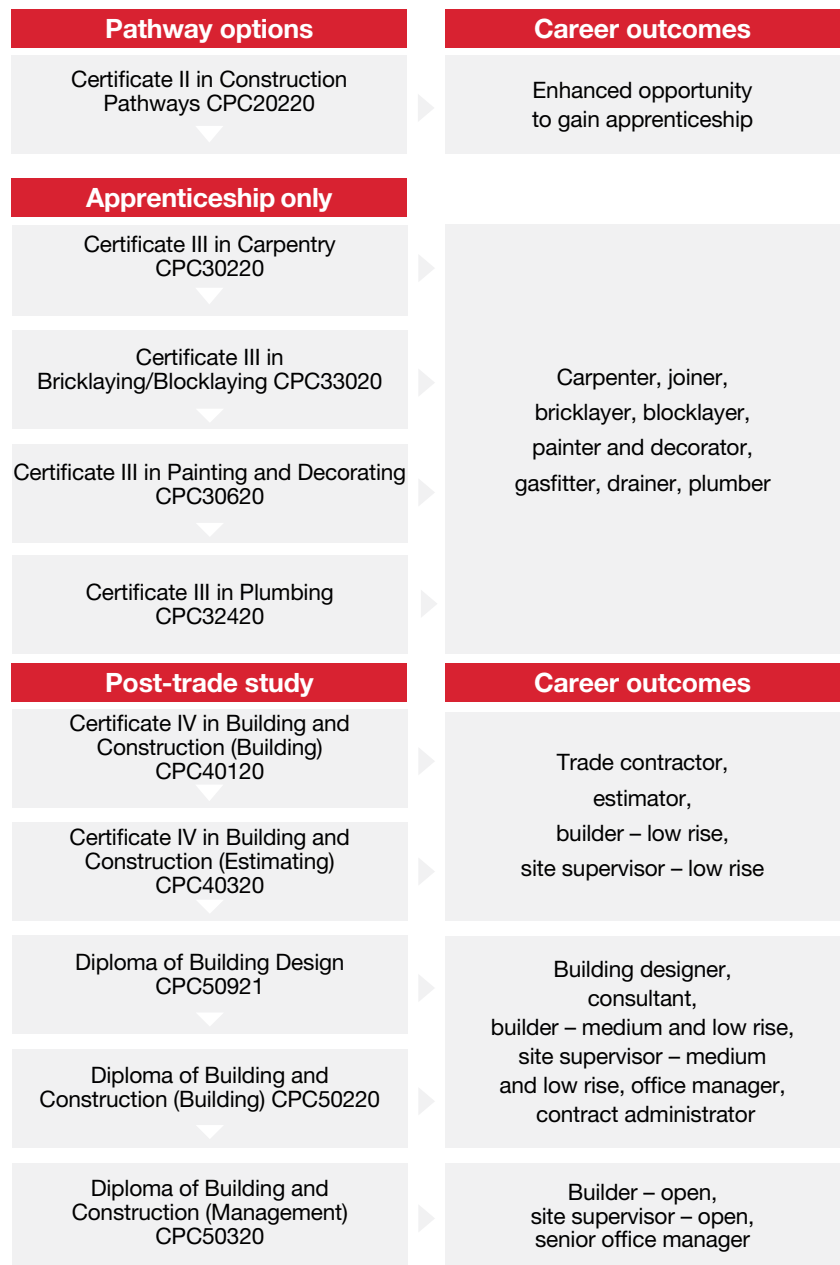 Pathway options
Career outcomes
Certificate II in Construction
Pathways CPC20220
Enhanced opportunity
to gain apprenticeship
Apprenticeship only
Certificate III in Carpentry
CPC30220
Certificate III in
Bricklaying/Blocklaying CPC33020
Certificate III in Painting and Decorating
CPC30620
Certificate III in Plumbing
CPC32420
Carpenter, joiner,
bricklayer, blocklayer,
painter and decorator,
gasfitter, drainer, plumber
Post-trade study
Career outcomes
Certificate IV in Building and
Construction (Building)
CPC40120
Certificate IV in Building and
Construction (Estimating)
CPC40320
Trade contractor,
estimator,
builder – low rise,
site supervisor – low rise
Diploma of Building Design
CPC50921
Diploma of Building and
Construction (Building) CPC50220
Building designer,
consultant,
builder – medium and low rise,
site supervisor – medium
and low rise, office manager,
contract administrator
Diploma of Building and
Construction (Management)
CPC50320
Builder – open,
site supervisor – open,
senior office manager